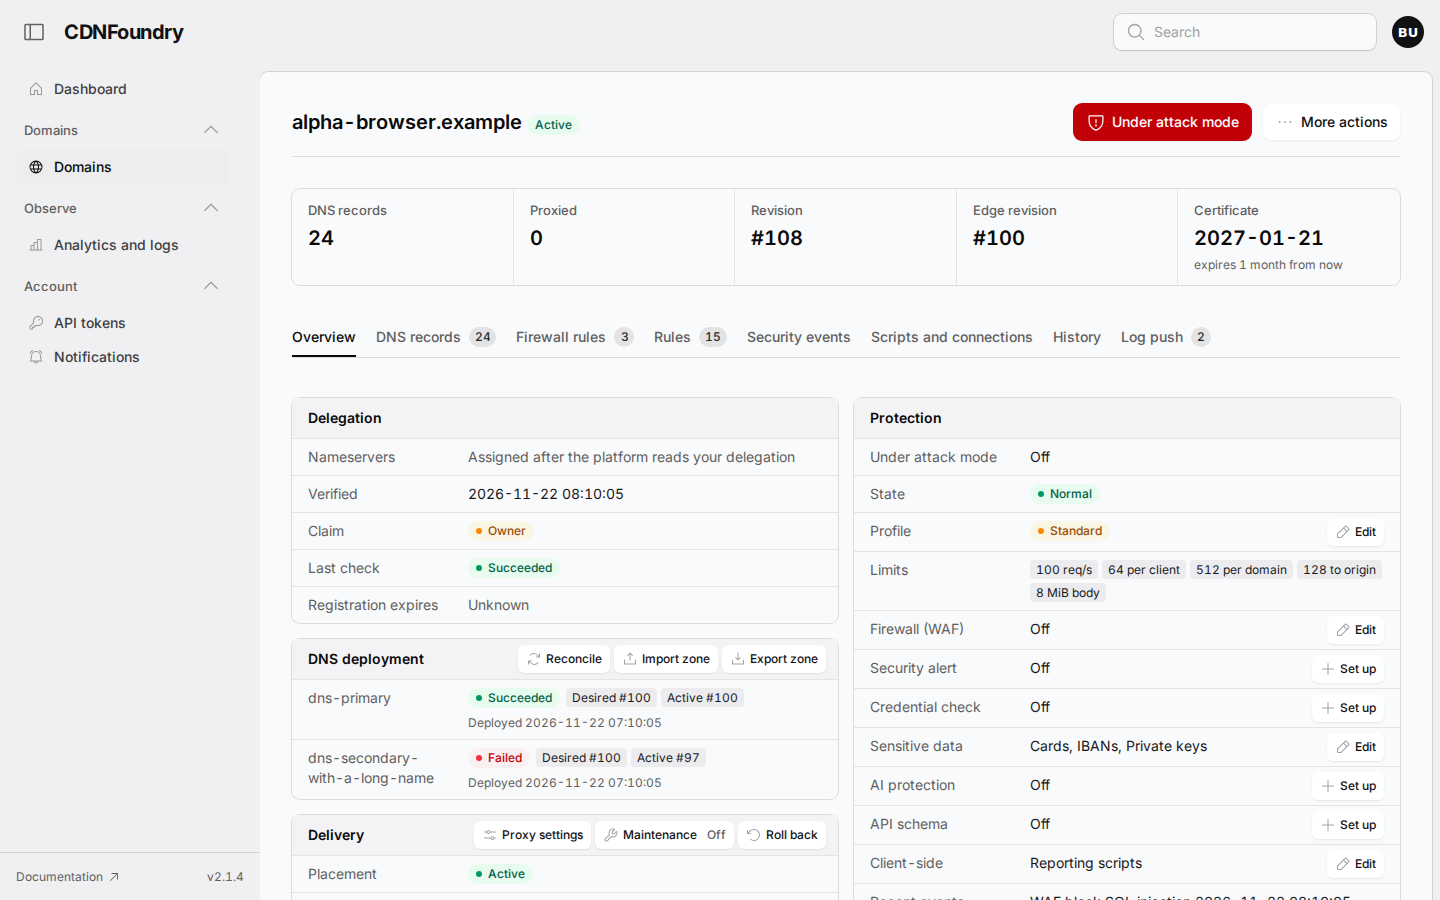 CDNFoundry
Search
BU
Dashboard
Domains
Domains
Observe
Analytics and logs
Account
API tokens
Notifications
Documentation
v2.1.4
alpha-browser.example
Active
Under attack mode
More actions
DNS records
24
Proxied
0
Revision
#108
Edge revision
#100
Certificate
2027-01-21
expires 1 month from now
Overview
DNS records 24
Firewall rules 3
Rules 15
Security events
Scripts and connections
History
Log push 2
Delegation
Nameservers Assigned after the platform reads your delegation
Verified 2026-11-22 08:10:05
Claim Owner
Last check Succeeded
Registration expires Unknown
DNS deployment Reconcile Import zone Export zone
dns-primary Succeeded Desired #100 Active #100
Deployed 2026-11-22 07:10:05
dns-secondary-
with-a-long-name
Failed Desired #100 Active #97
Deployed 2026-11-22 07:10:05
Delivery Proxy settings Maintenance Off Roll back
Placement Active
Protection
Under attack mode Off
State Normal
Profile Standard Edit
Limits 100 req/s 64 per client 512 per domain 128 to origin
8 MiB body
Firewall (WAF) Off Edit
Security alert Off Set up
Credential check Off Set up
Sensitive data Cards, IBANs, Private keys Edit
AI protection Off Set up
API schema Off Set up
Client-side Reporting scripts Edit